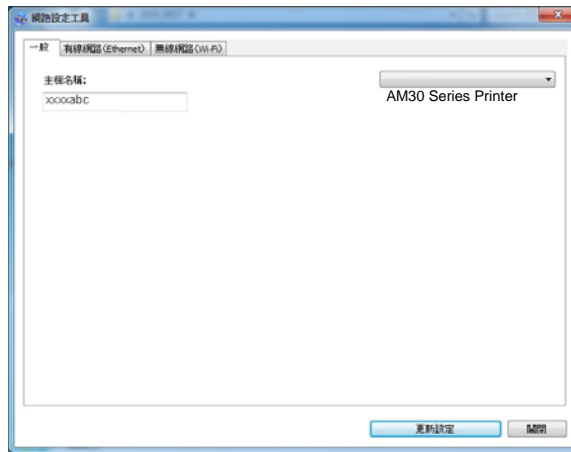 網路設定工具
一般 有線網路(Ethernet) 無線網路(Wi-Fi)
主機名稱:
xxxxabc
AM30 Series Printer
更新設定 關閉